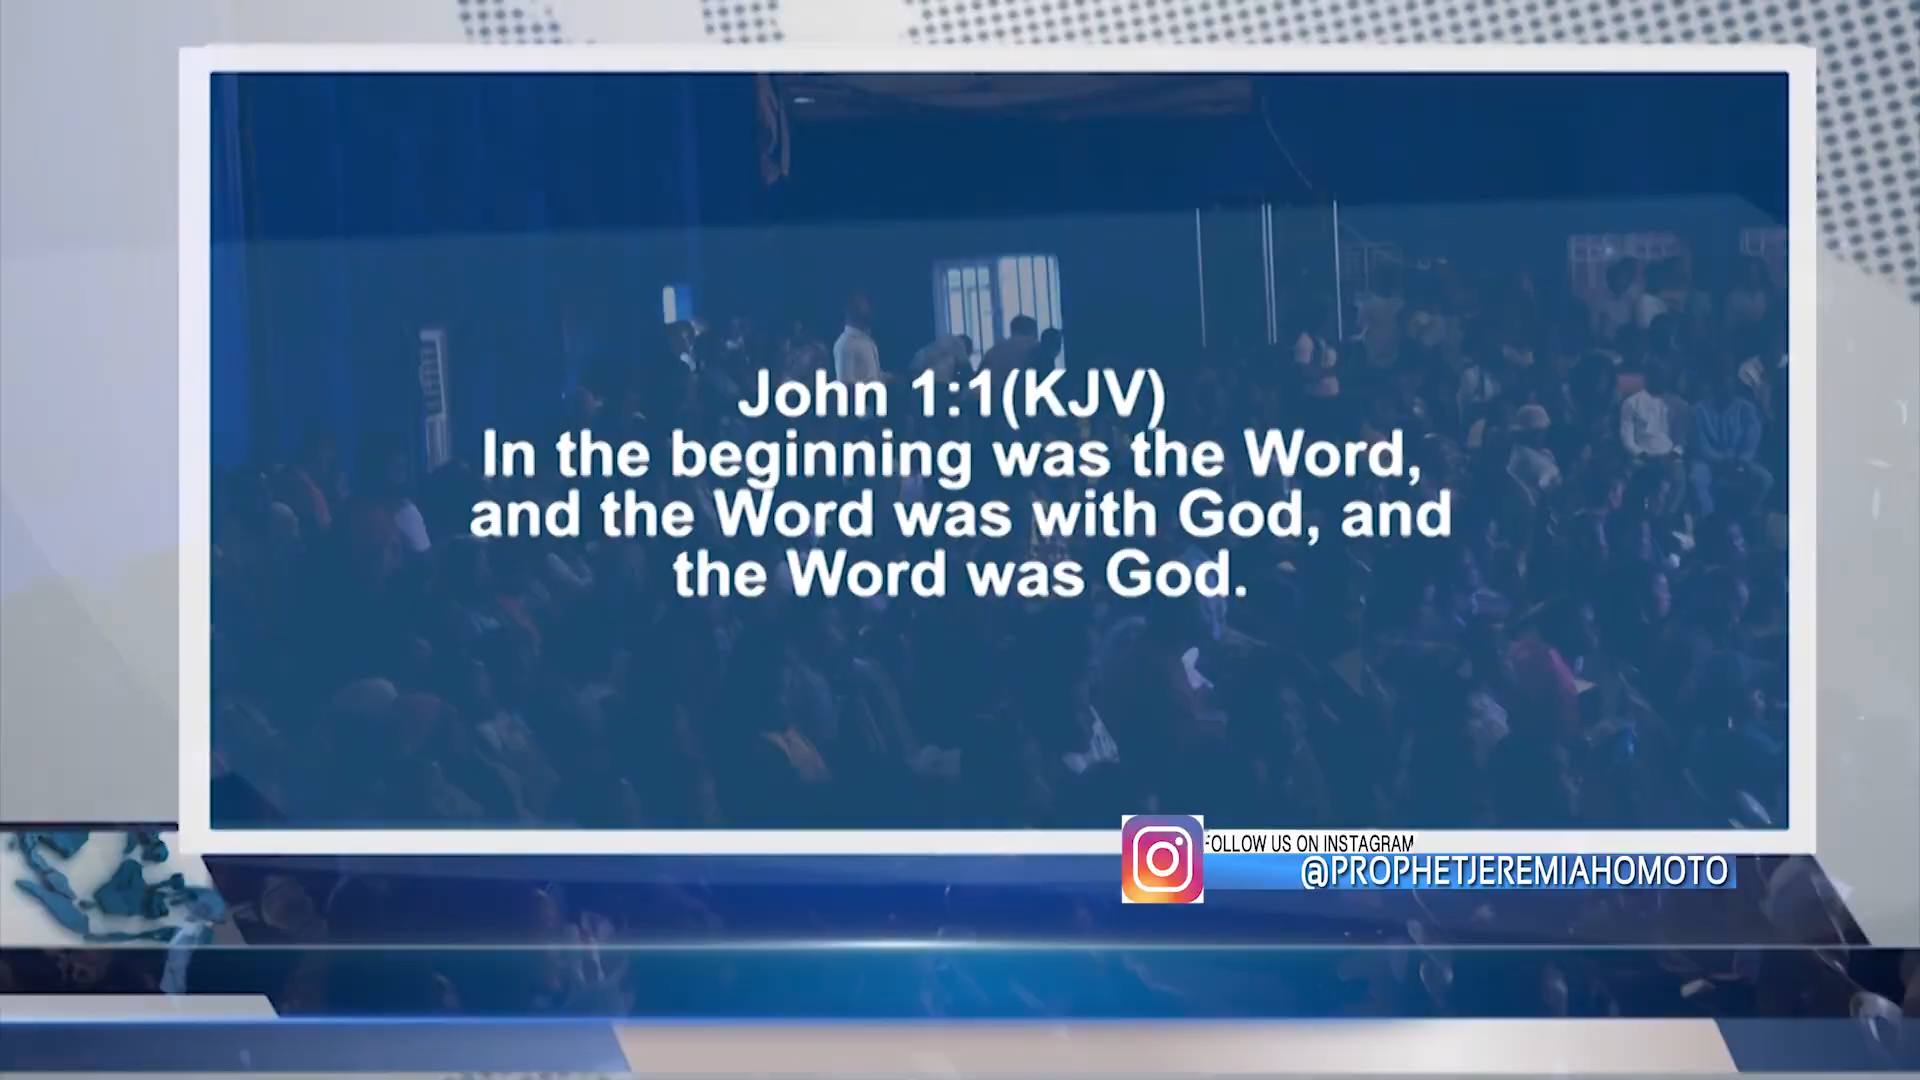 John 1:1(KJV)
In the beginning was the Word,
and the Word was with God, and
the Word was God.
FOLLOW US ON INSTAGRAM
@PROPHETJEREMIAHOMOTO